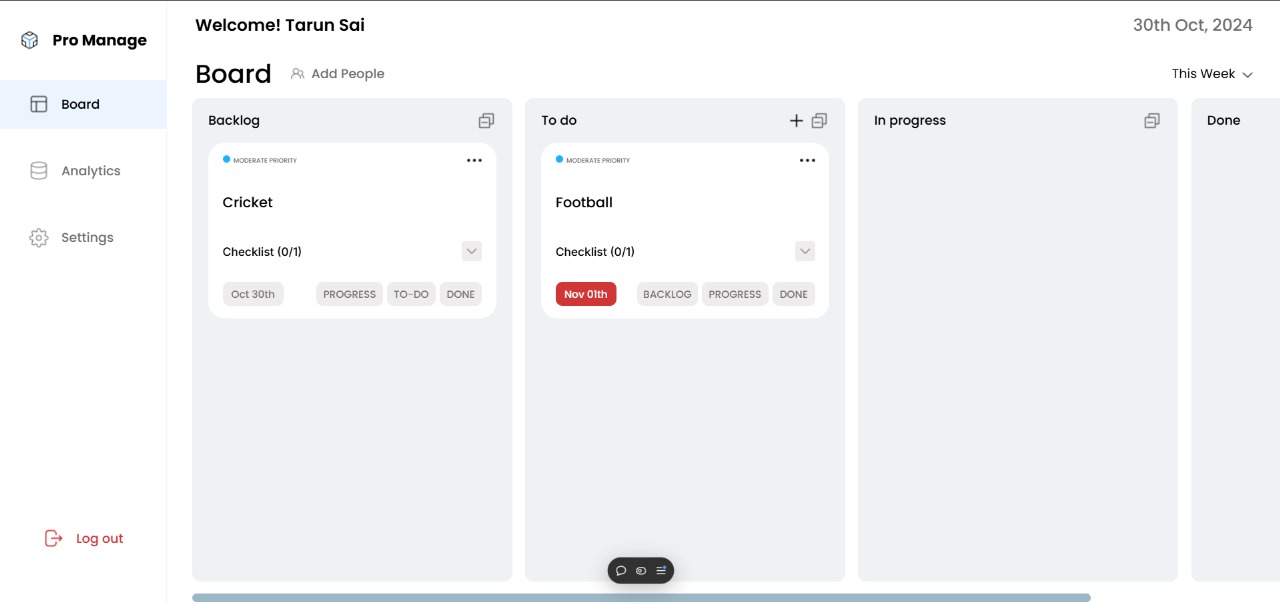 Pro Manage
Board
Analytics
Settings
Log out
Welcome! Tarun Sai
30th Oct, 2024
Board
Add People
This Week
Backlog
MODERATE PRIORITY
Cricket
Checklist (0/1)
Oct 30th PROGRESS TO-DO DONE
To do
MODERATE PRIORITY
Football
Checklist (0/1)
Nov 01th BACKLOG PROGRESS DONE
In progress
Done